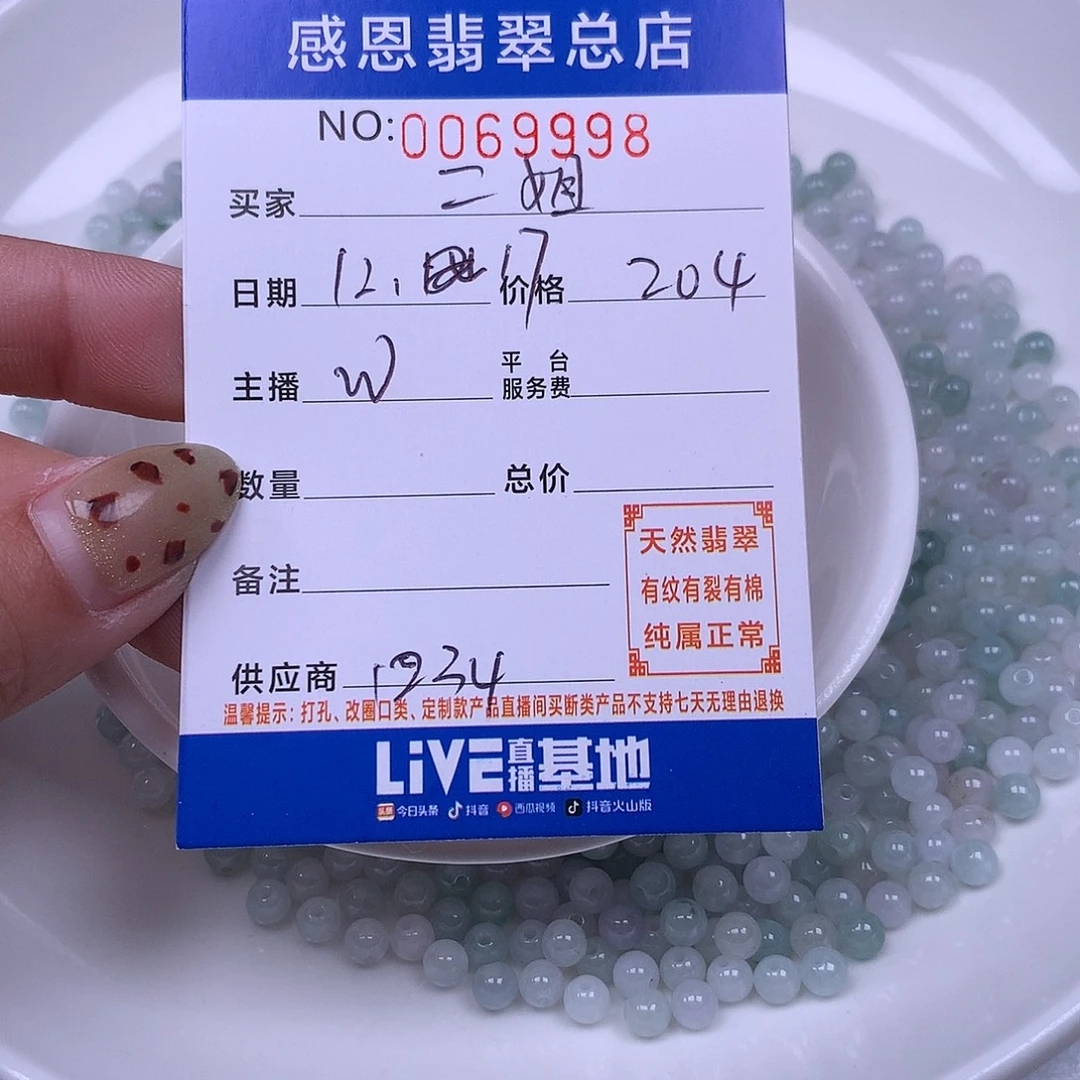 感恩翡翠总店
NO:0069998
买家 二姐
日期 12. 17 价格 204
主播 W 平台服务费
数量 总价
天然翡翠
有纹有裂有棉
纯属正常
备注
供应商 1234
温馨提示：打孔、改圈口类、定制款产品直播间买断类产品不支持七天无理由退换
LiVE直播基地
头条 今日头条 抖音 西瓜视频 抖音火山版